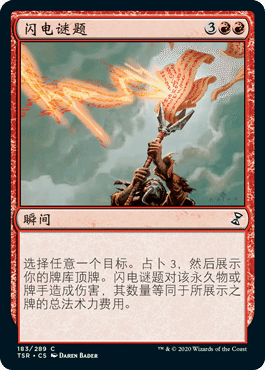 闪电谜题 3
瞬间
选择任意一个目标。占卜 3，然后展示
你的牌库顶牌。闪电谜题对该永久物或
牌手造成伤害，其数量等同于所展示之
牌的总法术力费用。
183/289 C
TSR • CS DAREN BADER
™ & © 2020 Wizards of the Coast